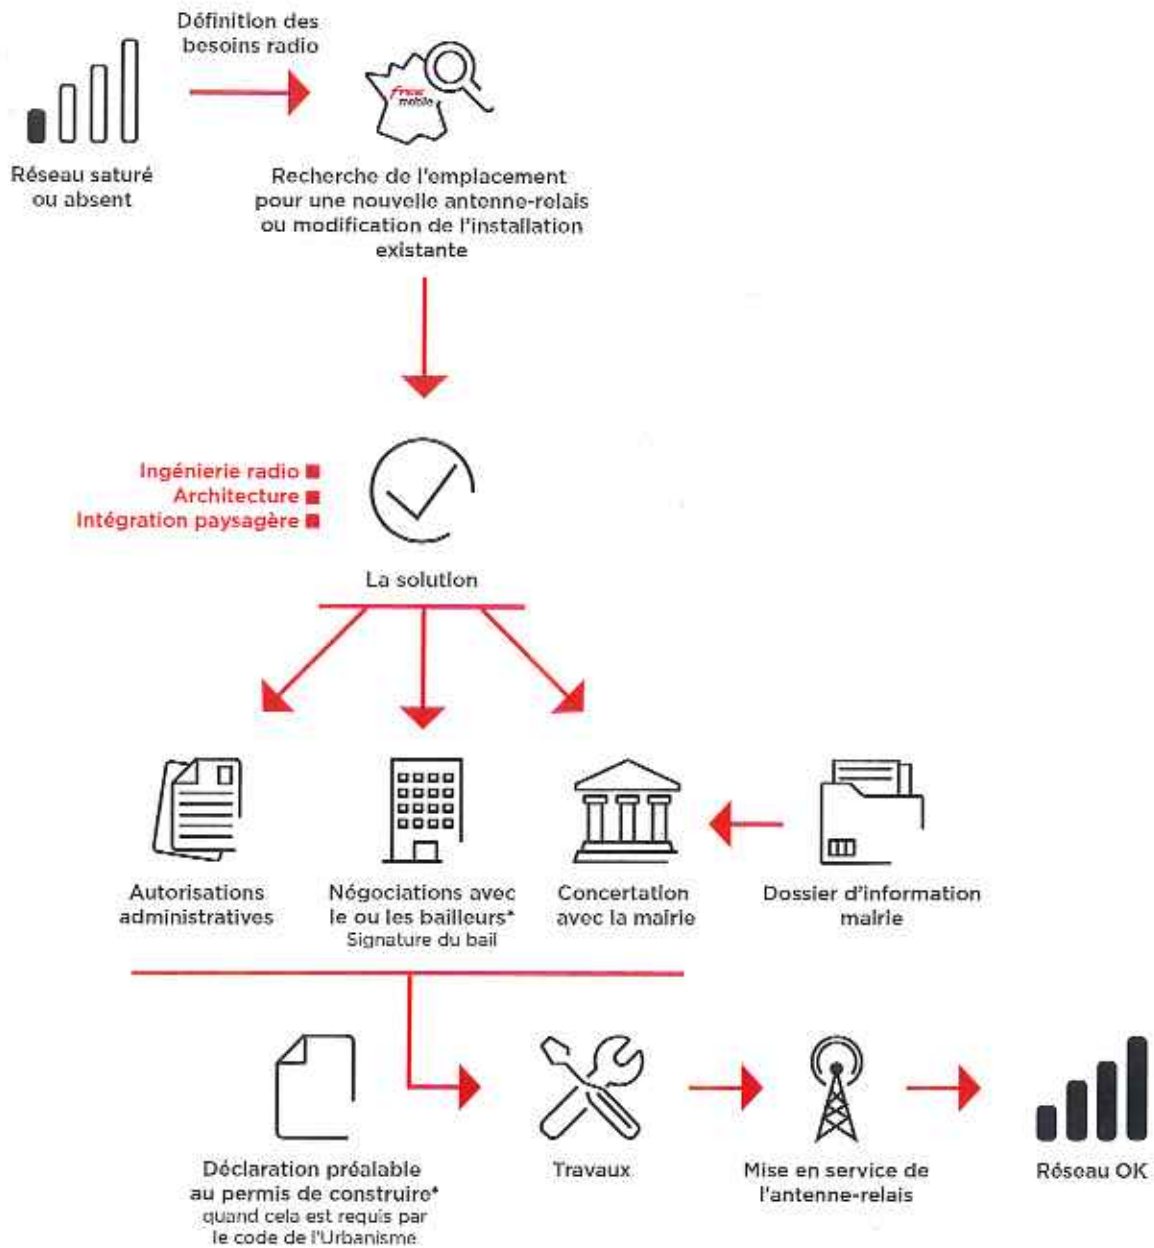 Définition des
besoins radio
free
mobile
Réseau saturé
ou absent
Recherche de l'emplacement
pour une nouvelle antenne-relais
ou modification de l'installation
existante
Ingénierie radio
Architecture
Intégration paysagère
La solution
Autorisations
administratives
Négociations avec
le ou les bailleurs*
Signature du bail
Concertation
avec la mairie
Dossier d'information
mairie
Déclaration préalable
au permis de construire*
quand cela est requis par
le code de l'Urbanisme
Travaux
Mise en service de
l'antenne-relais
Réseau OK